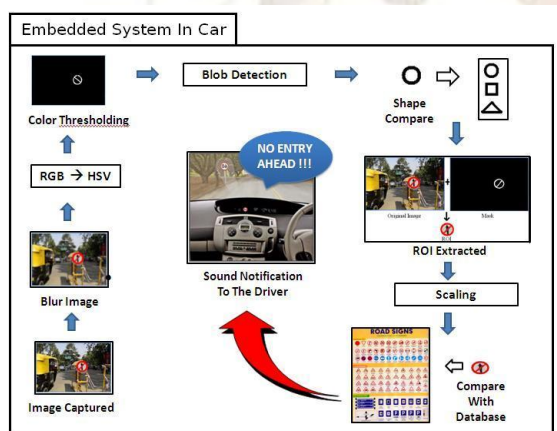 Embedded System In Car
Color Thresholding
Blob Detection
Shape
Compare
RGB → HSV
NO ENTRY
AHEAD !!!
Original Image
Mask
ROI
ROI Extracted
Blur Image
Sound Notification
To The Driver
Scaling
ROAD SIGNS
Image Captured
Compare
With
Database